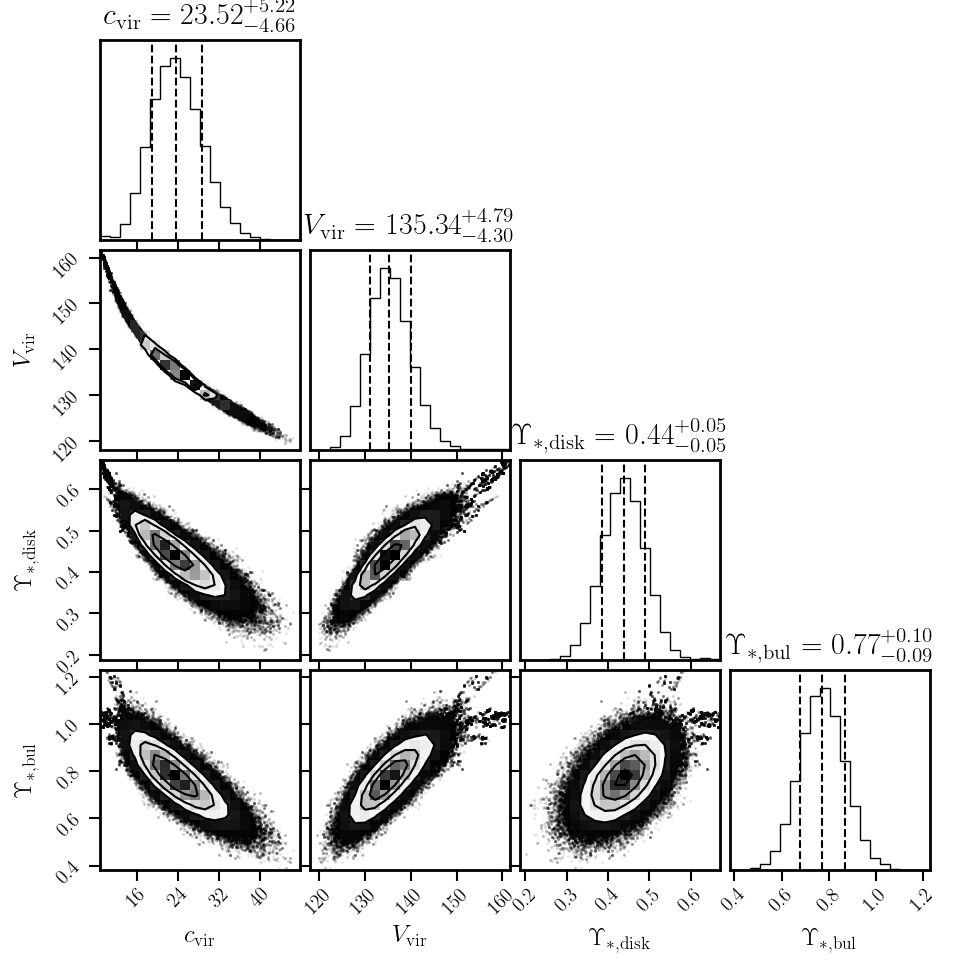 c_vir = 23.52 +5.22 −4.66
V_vir = 135.34 +4.79 −4.30
160
150
140
130
120
V_vir
Υ_*,disk = 0.44 +0.05 −0.05
0.6
0.5
0.4
0.3
0.2
Υ_*,disk
Υ_*,bul = 0.77 +0.10 −0.09
1.2
1.0
0.8
0.6
0.4
Υ_*,bul
16 24 32 40
120 130 140 150 160
0.2 0.3 0.4 0.5 0.6
0.4 0.6 0.8 1.0 1.2
c_vir V_vir Υ_*,disk Υ_*,bul